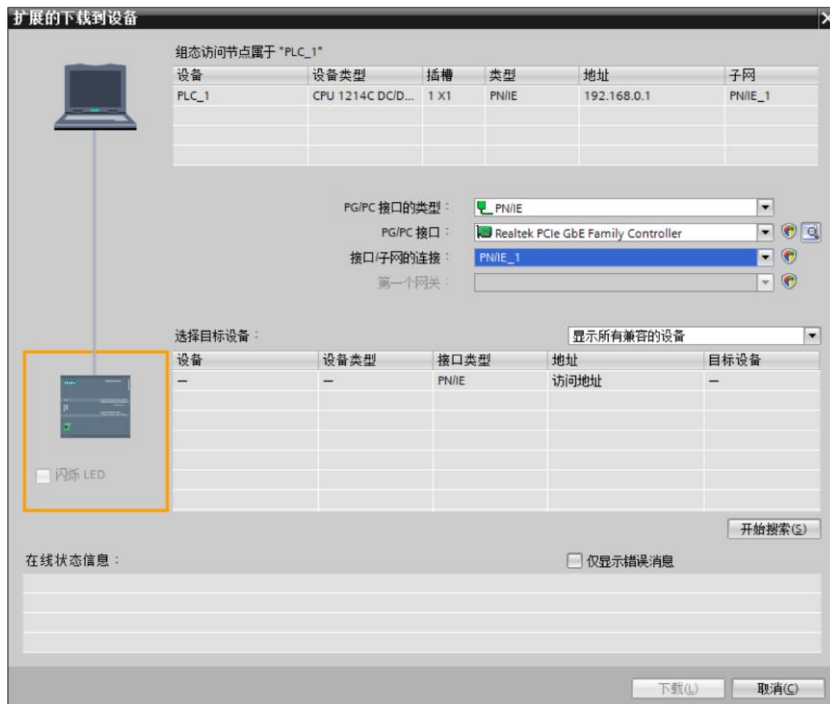 扩展的下载到设备
组态访问节点属于 "PLC_1"
设备 设备类型 插槽 类型 地址 子网
PLC_1 CPU 1214C DC/D... 1 X1 PN/IE 192.168.0.1 PN/IE_1
PG/PC 接口的类型： PN/IE
PG/PC 接口： Realtek PCIe GbE Family Controller
接口/子网的连接： PN/IE_1
第一个网关：
选择目标设备： 显示所有兼容的设备
设备 设备类型 接口类型 地址 目标设备
— — PN/IE 访问地址 —
闪烁 LED
开始搜索(S)
在线状态信息： 仅显示错误消息
下载(L) 取消(C)